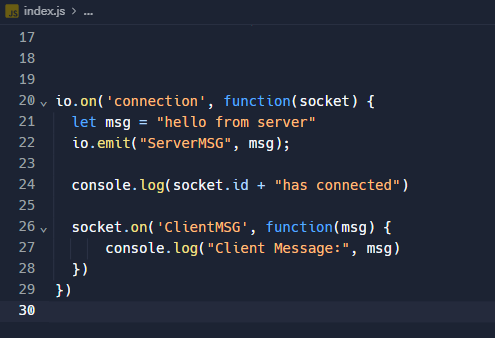 JS index.js > ...
17
18
19
20 io.on('connection', function(socket) {
21   let msg = "hello from server"
22   io.emit("ServerMSG", msg);
23
24   console.log(socket.id + "has connected")
25
26   socket.on('ClientMSG', function(msg) {
27       console.log("Client Message:", msg)
28   })
29 })
30